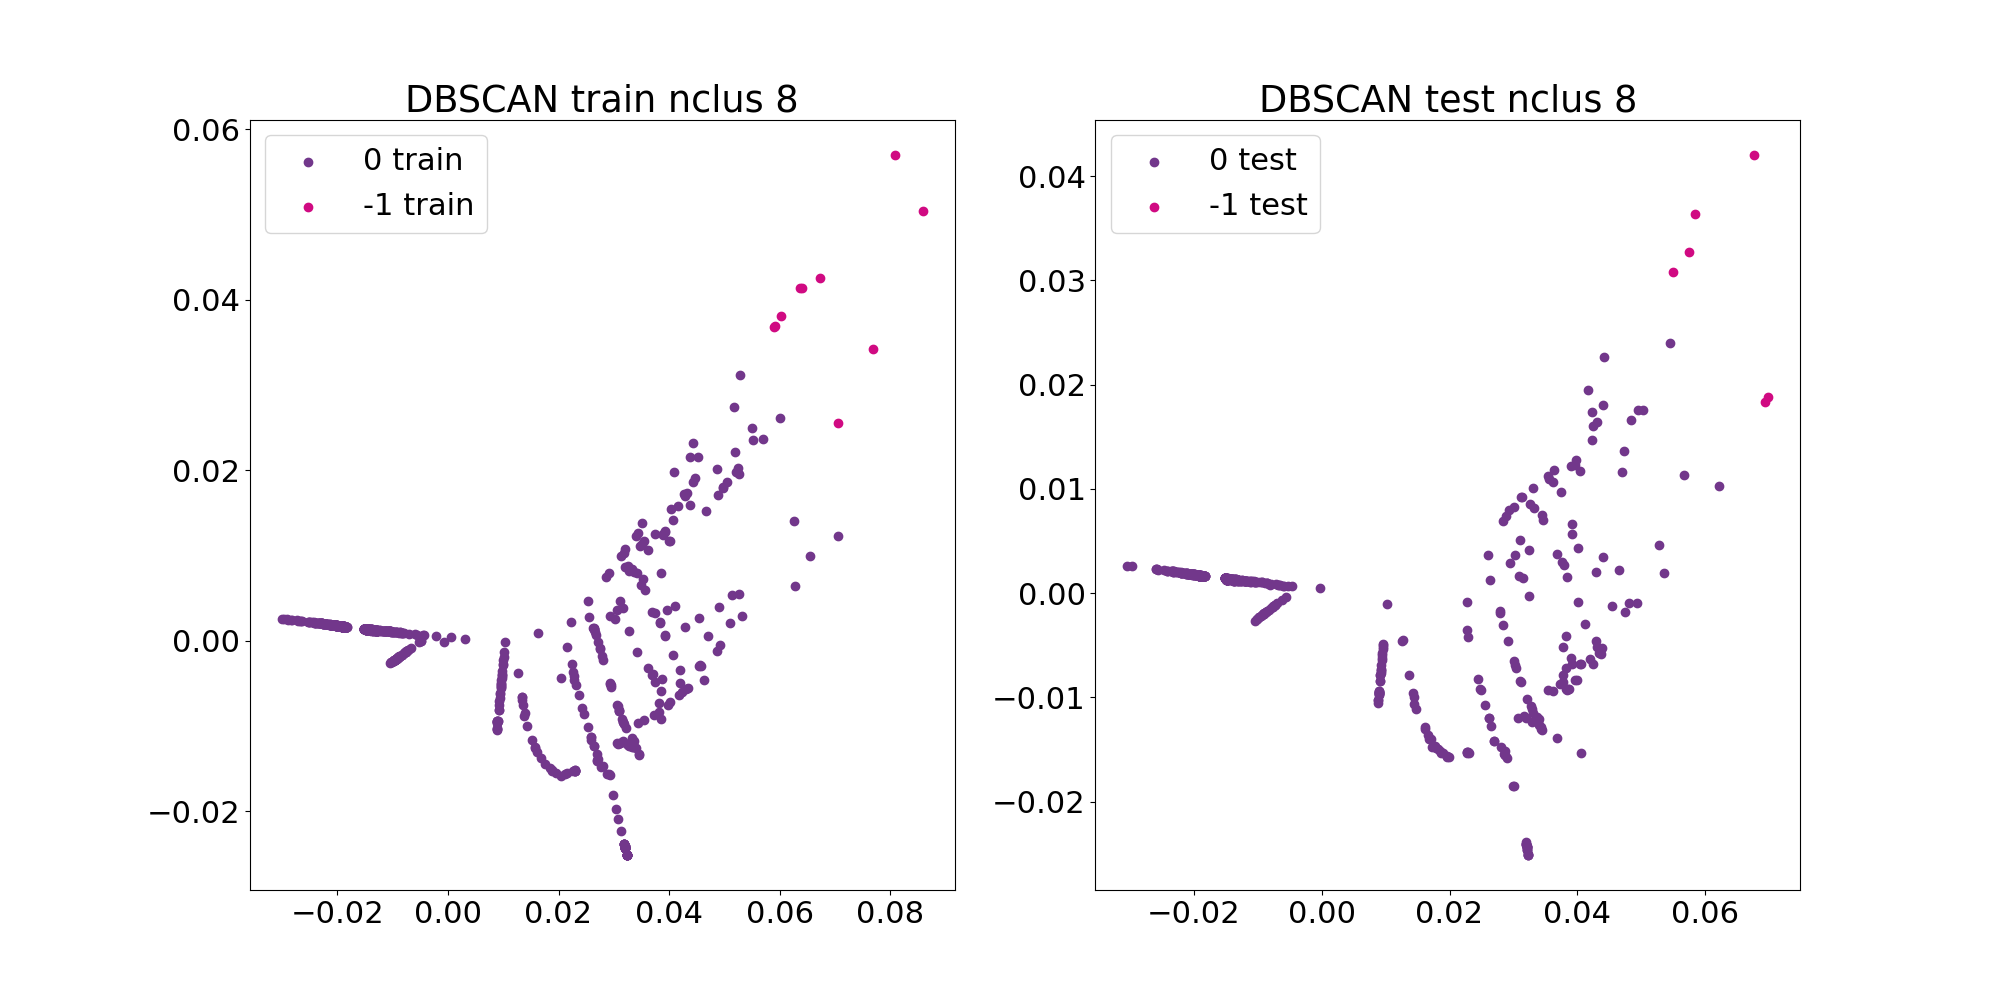 DBSCAN train nclus 8
0 train
-1 train
0.06
0.04
0.02
0.00
−0.02
−0.02 0.00 0.02 0.04 0.06 0.08
DBSCAN test nclus 8
0 test
-1 test
0.04
0.03
0.02
0.01
0.00
−0.01
−0.02
−0.02 0.00 0.02 0.04 0.06